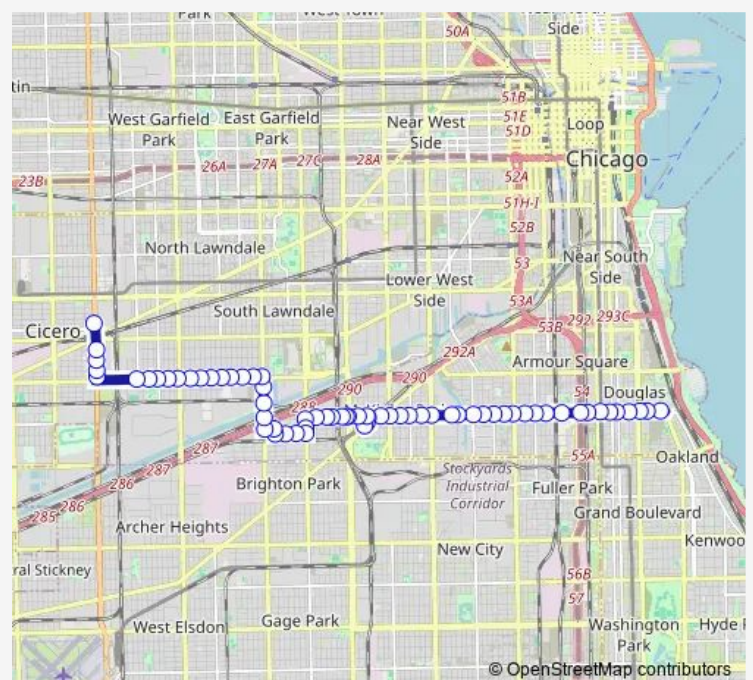 Park
West Town
Near North
Side
50A
tin
51B
West Garfield
Park
East Garfield
Park
Near West
Side
51E
51D
Loop
Chicago
23B
26A
27A
27C
28A
52A
51H-I
52B
North Lawndale
53
Near South
Side
Lower West
Side
53A
South Lawndale
53B
292
293C
Cicero
292A
Armour Square
290
290
288
54
Douglas
287
287
286
286
285
55A
Oakland
Brighton Park
Stockyards
Industrial
Corridor
Fuller Park
Grand Boulevard
Archer Heights
New City
Kenwoo
ral Stickney
56B
57
Gage Park
West Elsdon
Washington
Park
Hyde P
© OpenStreetMap contributors